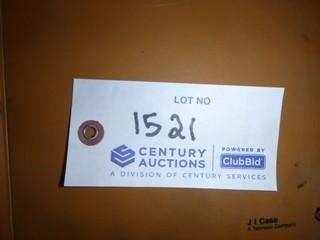 LOT NO
1521
CENTURY AUCTIONS
POWERED BY
ClubBid
A DIVISION OF CENTURY SERVICES
J I Case
A Tenneco Company